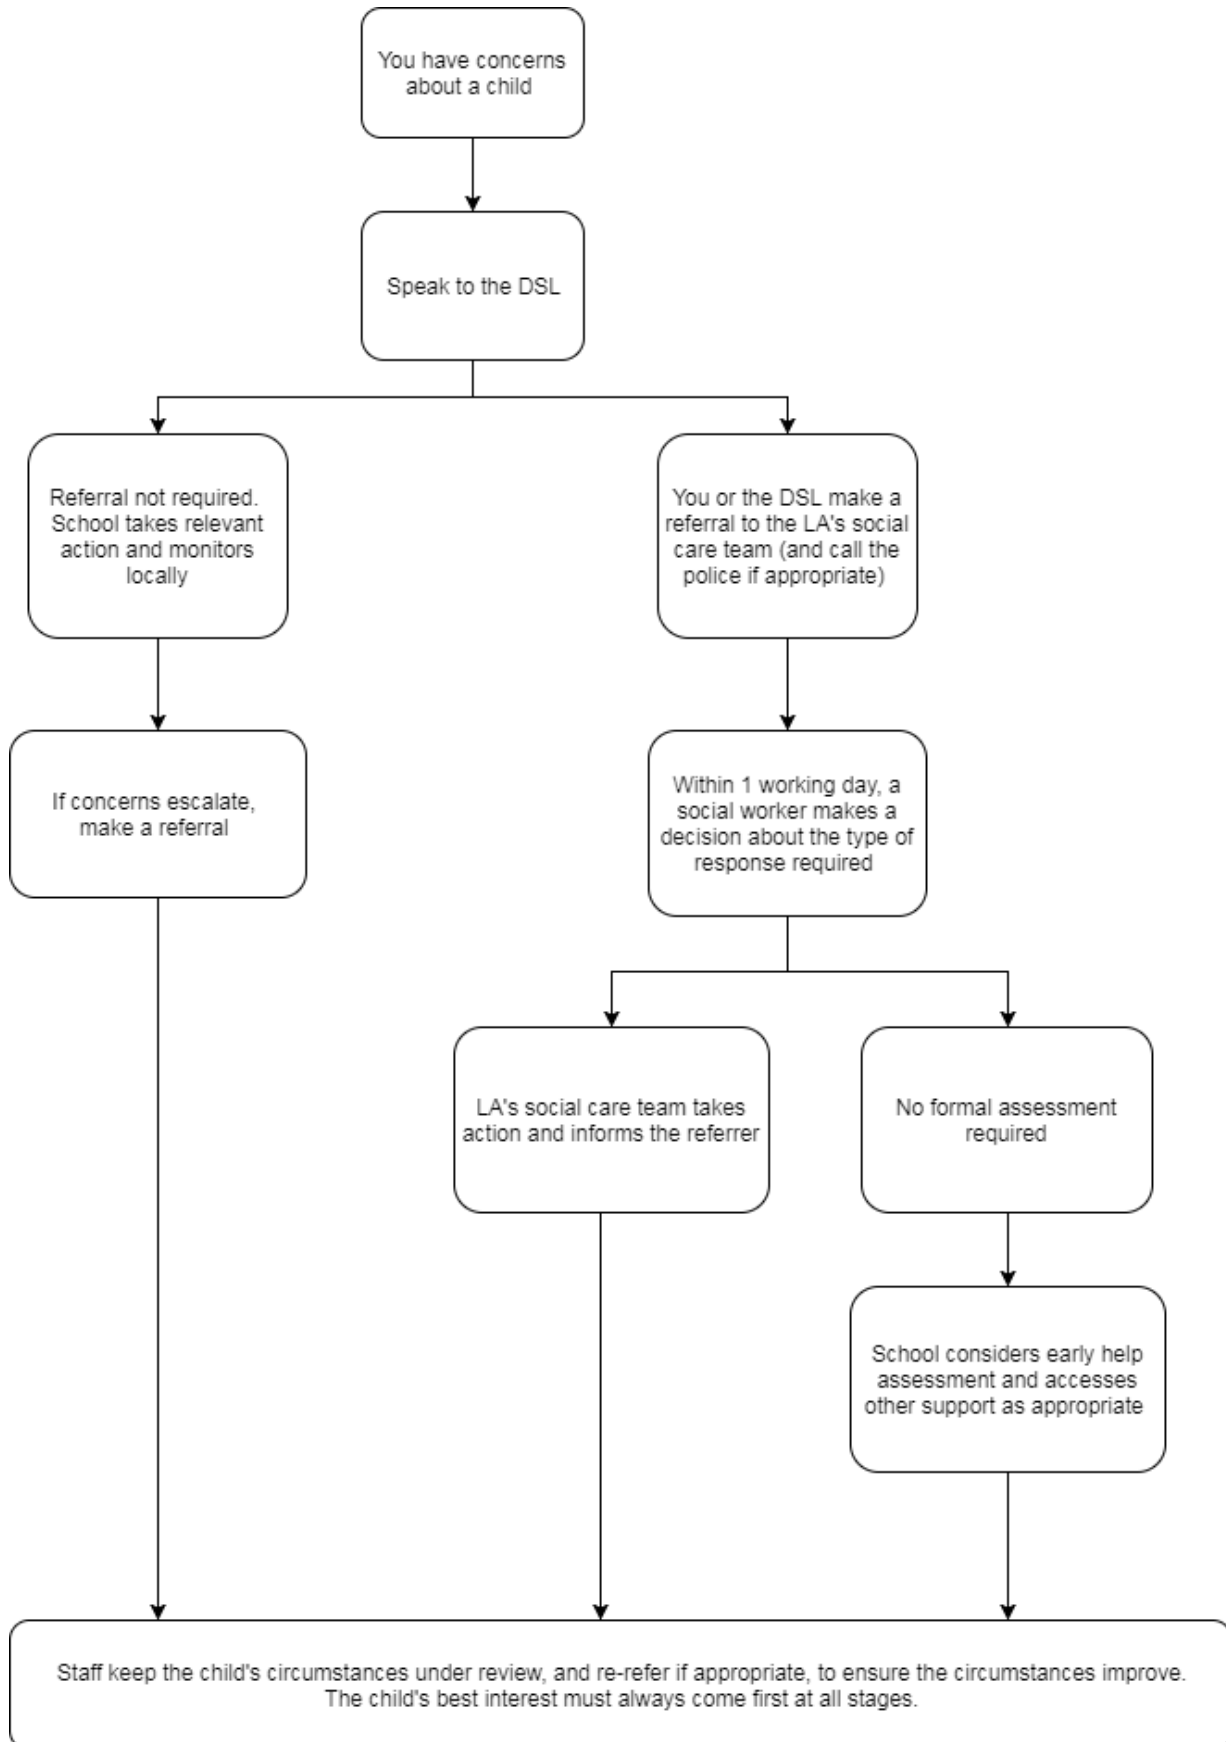 You have concerns
about a child
Speak to the DSL
Referral not required.
School takes relevant
action and monitors
locally
You or the DSL make a
referral to the LA's social
care team (and call the
police if appropriate)
If concerns escalate,
make a referral
Within 1 working day, a
social worker makes a
decision about the type of
response required
LA's social care team takes
action and informs the referrer
No formal assessment
required
School considers early help
assessment and accesses
other support as appropriate
Staff keep the child's circumstances under review, and re-refer if appropriate, to ensure the circumstances improve.
The child's best interest must always come first at all stages.